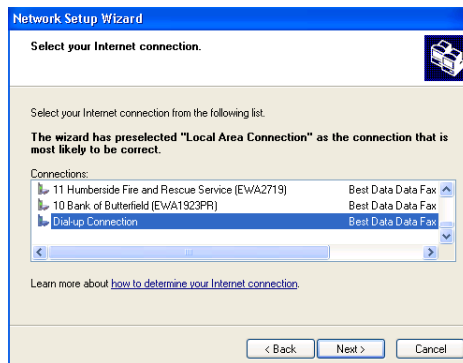 Network Setup Wizard
Select your Internet connection.
Select your Internet connection from the following list.
The wizard has preselected "Local Area Connection" as the connection that is
most likely to be correct.
Connections:
11 Humberside Fire and Rescue Service (EWA2719) Best Data Data Fax
10 Bank of Butterfield (EWA1923PR) Best Data Data Fax
Dial-up Connection Best Data Data Fax
Learn more about how to determine your Internet connection.
< Back Next > Cancel